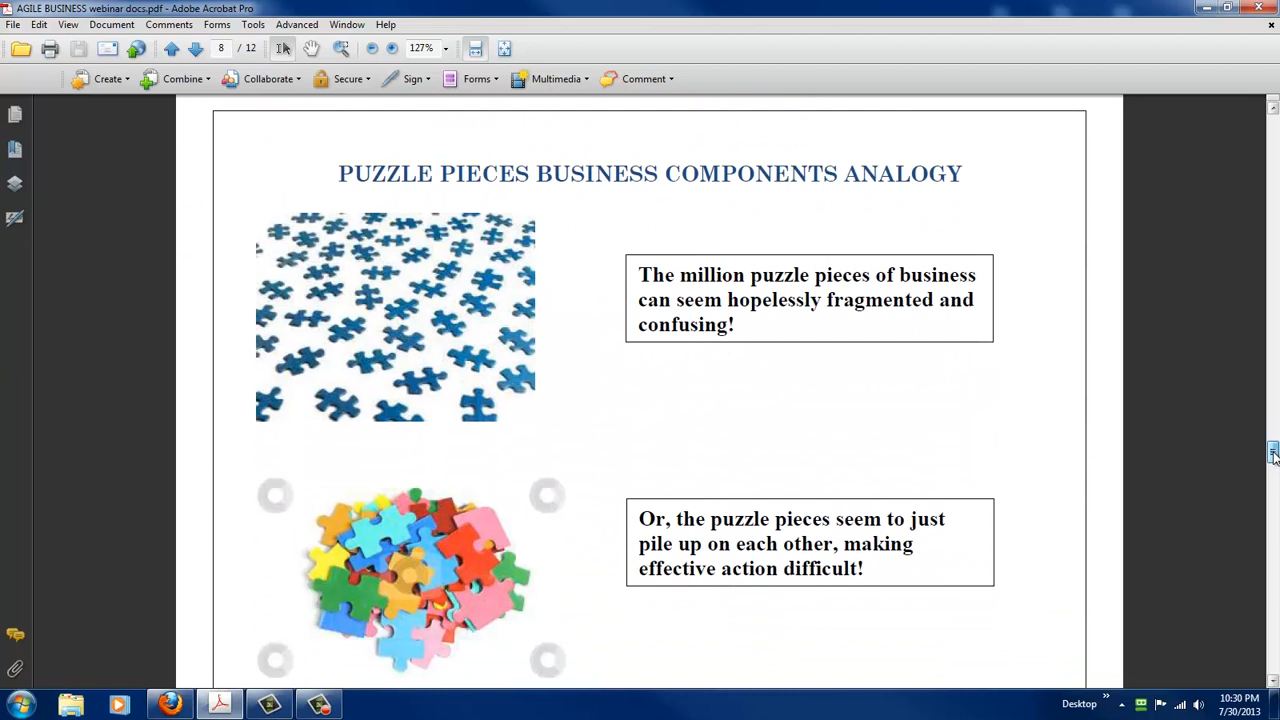 AGILE BUSINESS webinar docs.pdf - Adobe Acrobat Pro
File Edit View Document Comments Forms Tools Advanced Window Help
8 / 12 127%
Create Combine Collaborate Secure Sign Forms Multimedia Comment
PUZZLE PIECES BUSINESS COMPONENTS ANALOGY
The million puzzle pieces of business
can seem hopelessly fragmented and
confusing!
Or, the puzzle pieces seem to just
pile up on each other, making
effective action difficult!
Desktop
10:30 PM
7/30/2013